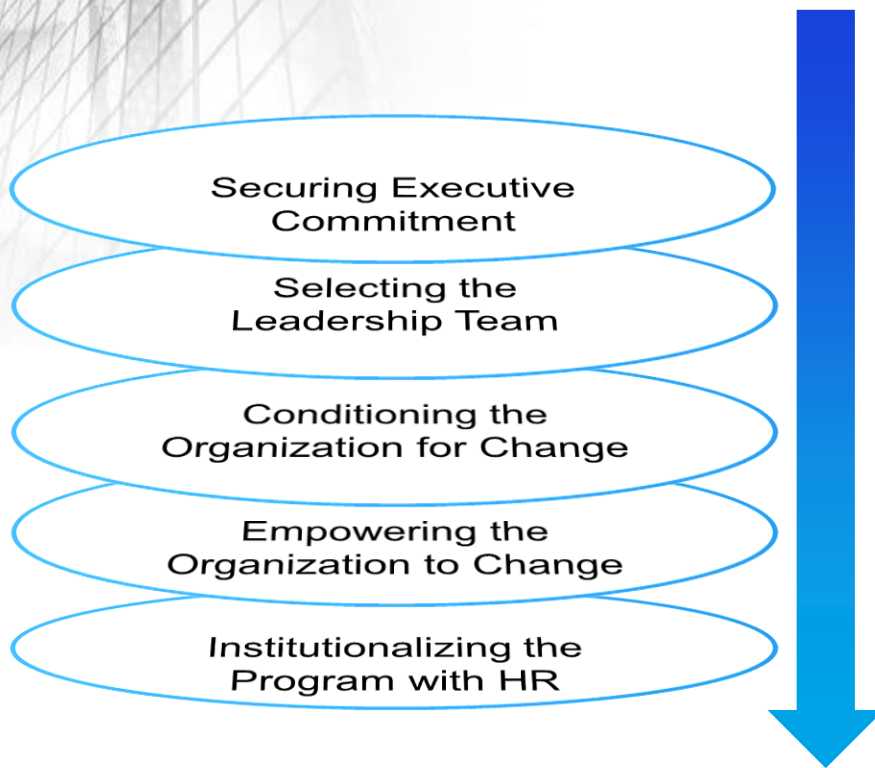 Securing Executive
Commitment
Selecting the
Leadership Team
Conditioning the
Organization for Change
Empowering the
Organization to Change
Institutionalizing the
Program with HR